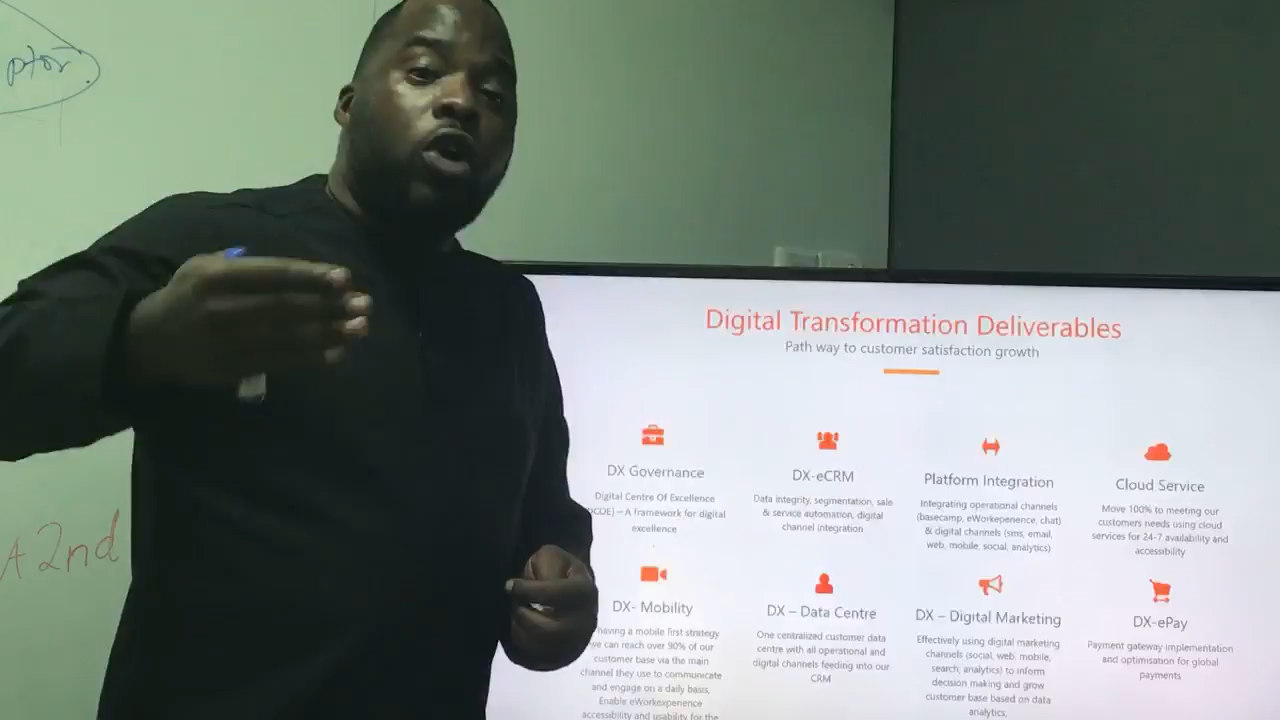 ptor
A 2nd
Digital Transformation Deliverables
Path way to customer satisfaction growth
DX Governance
Digital Centre Of Excellence
DCOE) – A framework for digital
excellence
DX-eCRM
Data integrity, segmentation, sale
& service automation, digital
channel integration
Platform Integration
Integrating operational channels
(basecamp, eWorkepenence, chat)
& digital channels (sms, email,
web, mobile, social, analytics)
Cloud Service
Move 100% to meeting our
customers needs using cloud
services for 24-7 availability and
accessibility
DX- Mobility
having a mobile first strategy
we can reach over 90% of our
customer base via the main
channel they use to communicate
and engage on a daily basis,
Enable eWorkexpenence
accessibility and usability for the
DX – Data Centre
One centralized customer data
centre with all operational and
digital channels feeding into our
CRM
DX – Digital Marketing
Effectively using digital marketing
channels (social, web, mobile,
search, analytics) to inform
decision making and grow
customer base based on data
analytics,
DX-ePay
Payment gateway implementation
and optimisation for global
payments